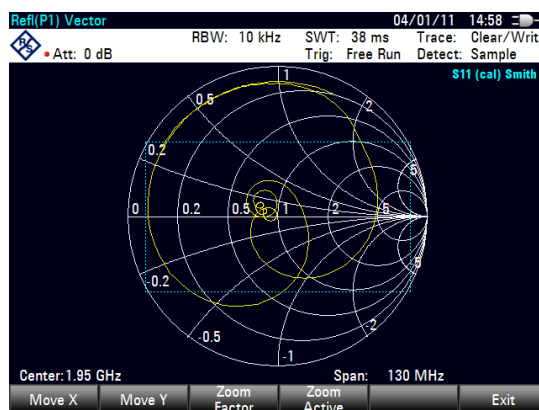 Refl(P1) Vector 04/01/11 14:58
R&S Att: 0 dB RBW: 10 kHz SWT: 38 ms Trace: Clear/Writ
Trig: Free Run Detect: Sample
S11 (cal) Smith
1
0.5 2
0.2 5
0 0.2 0.5 1 2 5
-0.2 5
-0.5 -2
-1
Center: 1.95 GHz Span: 130 MHz
Move X Move Y Zoom Factor Zoom Active Exit